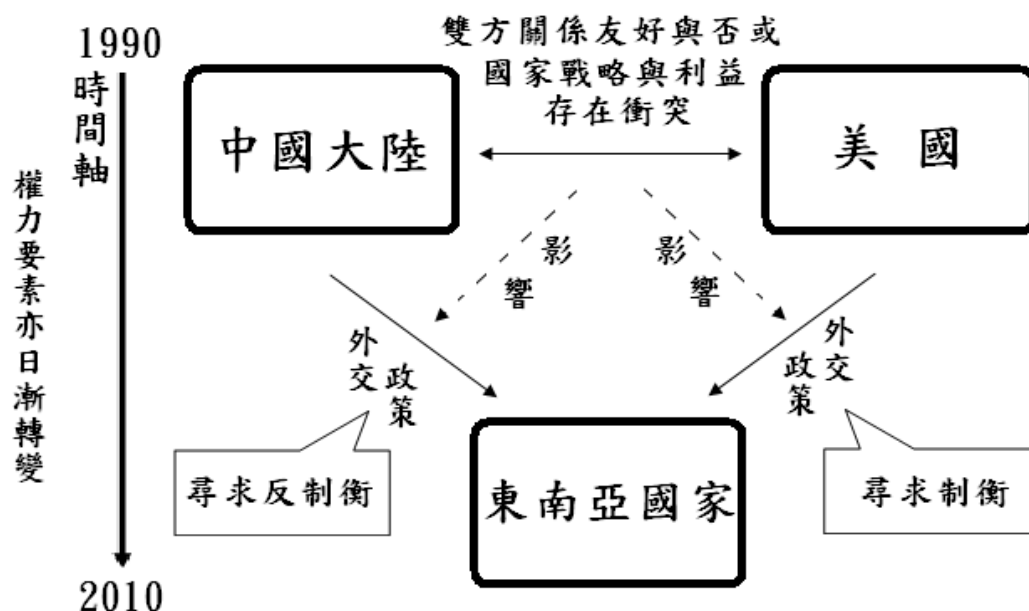 1990
時間軸
權力要素亦日漸轉變
2010
雙方關係友好與否或
國家戰略與利益
存在衝突
中國大陸
美國
影響
影響
外交
政策
外交
政策
尋求反制衡
尋求制衡
東南亞國家